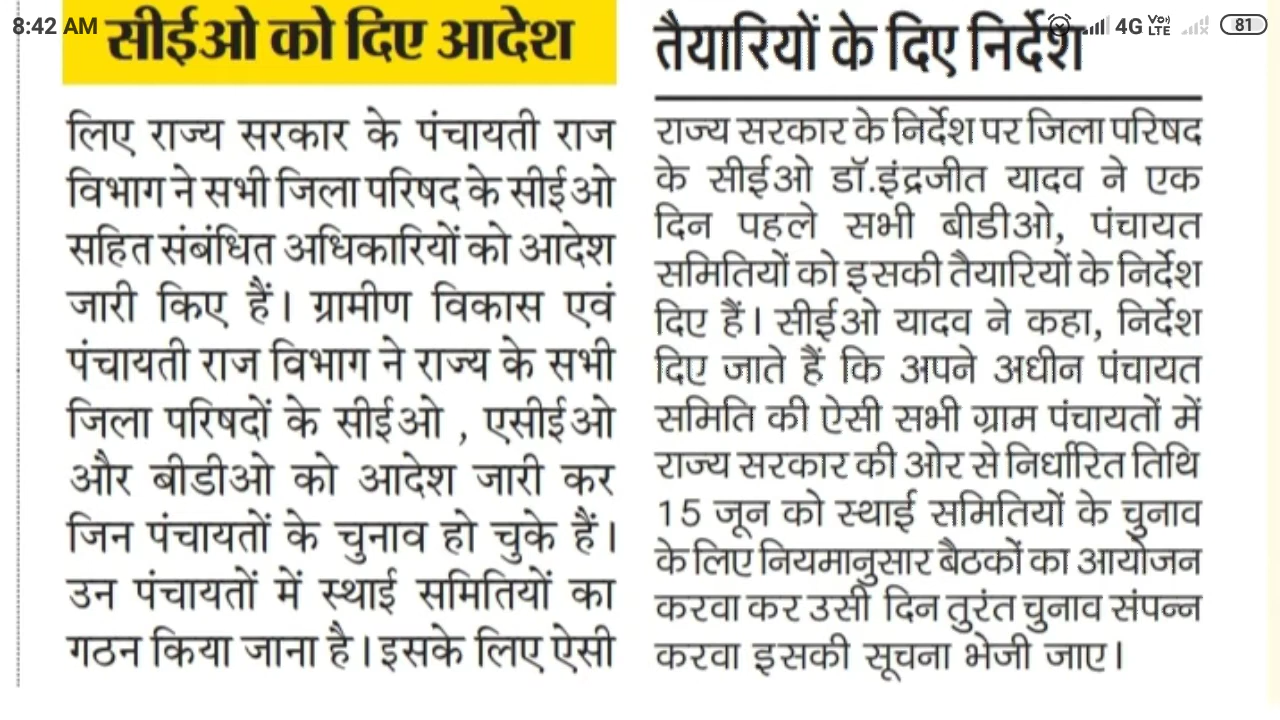 8:42 AM
4G VoLTE 81
सीईओ को दिए आदेश
लिए राज्य सरकार के पंचायती राज
विभाग ने सभी जिला परिषद के सीईओ
सहित संबंधित अधिकारियों को आदेश
जारी किए हैं। ग्रामीण विकास एवं
पंचायती राज विभाग ने राज्य के सभी
जिला परिषदों के सीईओ , एसीईओ
और बीडीओ को आदेश जारी कर
जिन पंचायतों के चुनाव हो चुके हैं।
उन पंचायतों में स्थाई समितियों का
गठन किया जाना है। इसके लिए ऐसी
तैयारियों के दिए निर्देश
राज्य सरकार के निर्देश पर जिला परिषद
के सीईओ डॉ.इंद्रजीत यादव ने एक
दिन पहले सभी बीडीओ, पंचायत
समितियों को इसकी तैयारियों के निर्देश
दिए हैं। सीईओ यादव ने कहा, निर्देश
दिए जाते हैं कि अपने अधीन पंचायत
समिति की ऐसी सभी ग्राम पंचायतों में
राज्य सरकार की ओर से निर्धारित तिथि
15 जून को स्थाई समितियों के चुनाव
के लिए नियमानुसार बैठकों का आयोजन
करवा कर उसी दिन तुरंत चुनाव संपन्न
करवा इसकी सूचना भेजी जाए।